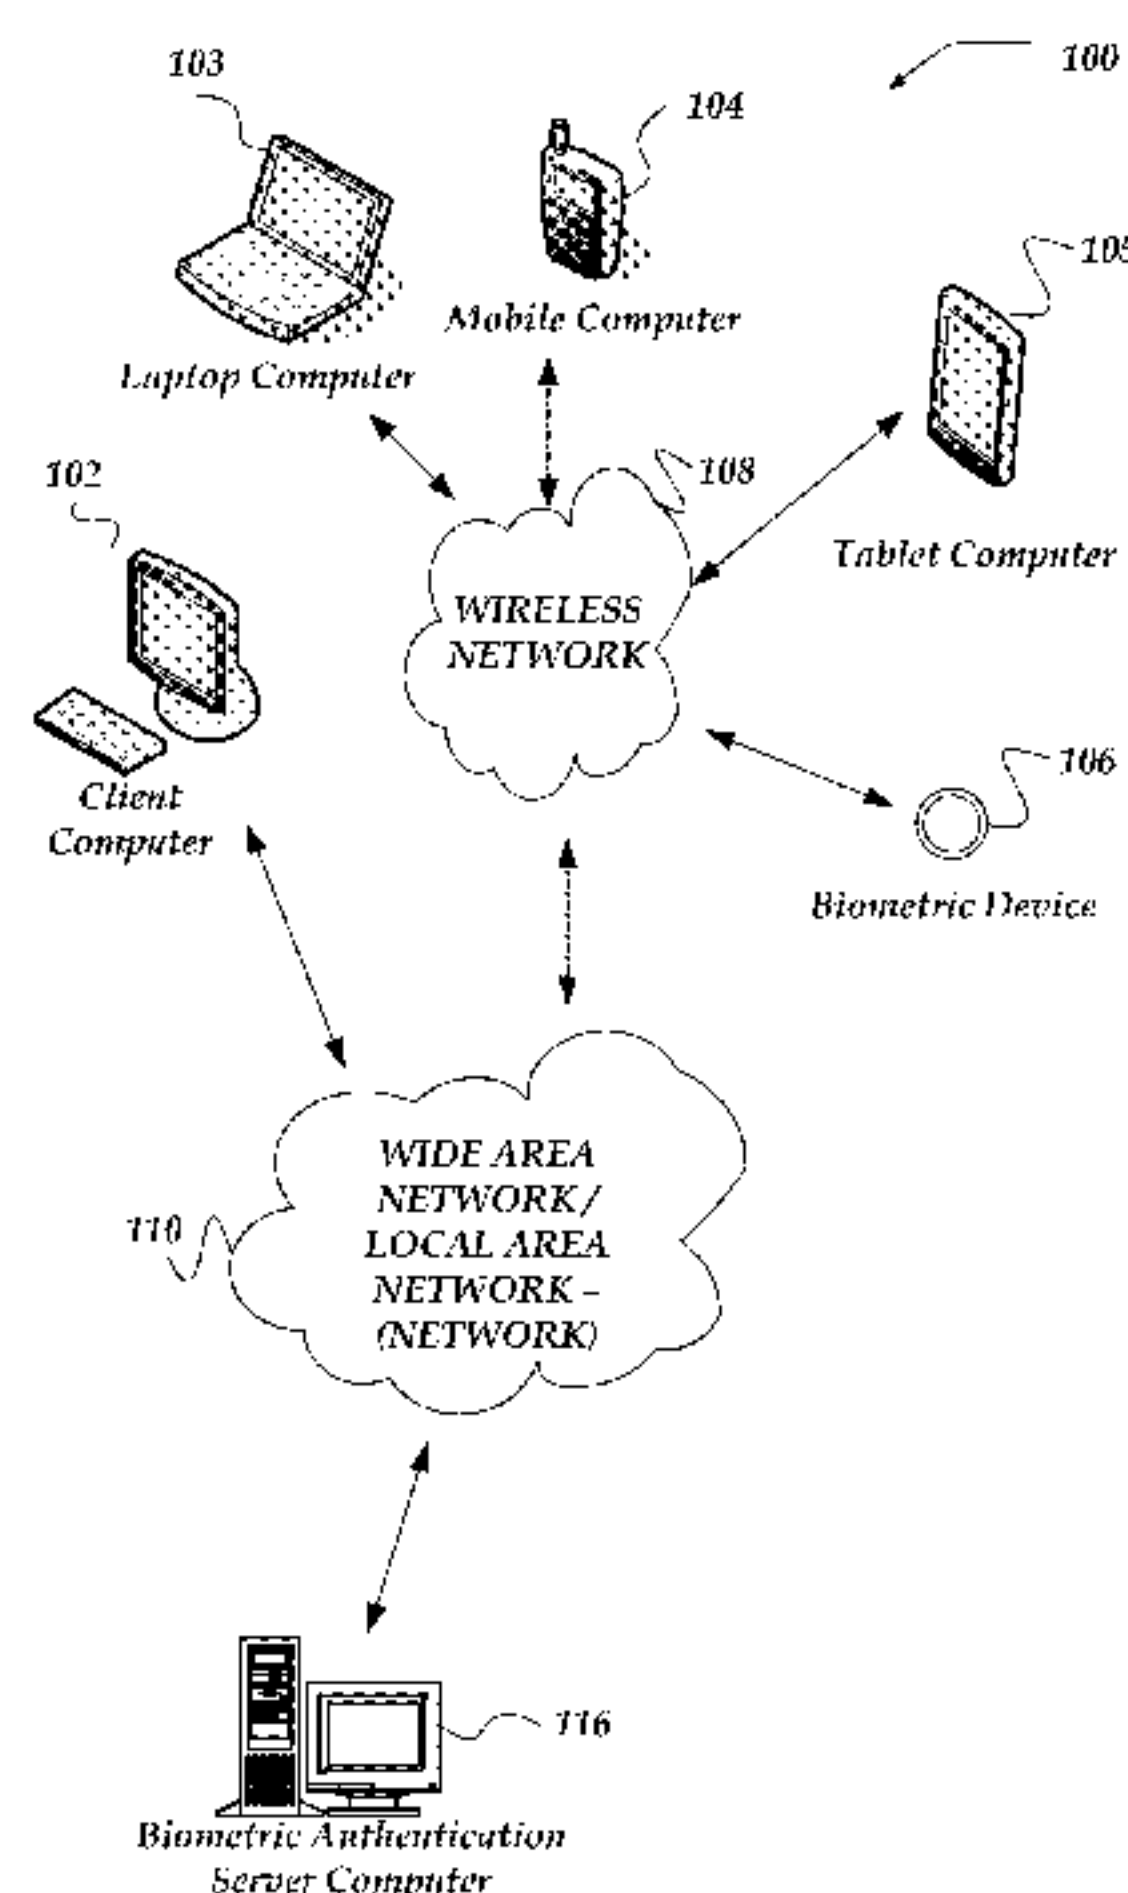 100
103
104
105
Mobile Computer
Laptop Computer
102
108
Tablet Computer
WIRELESS
NETWORK
106
Client
Computer
Biometric Device
WIDE AREA
NETWORK /
LOCAL AREA
NETWORK –
(NETWORK)
110
116
Biometric Authentication
Server Computer